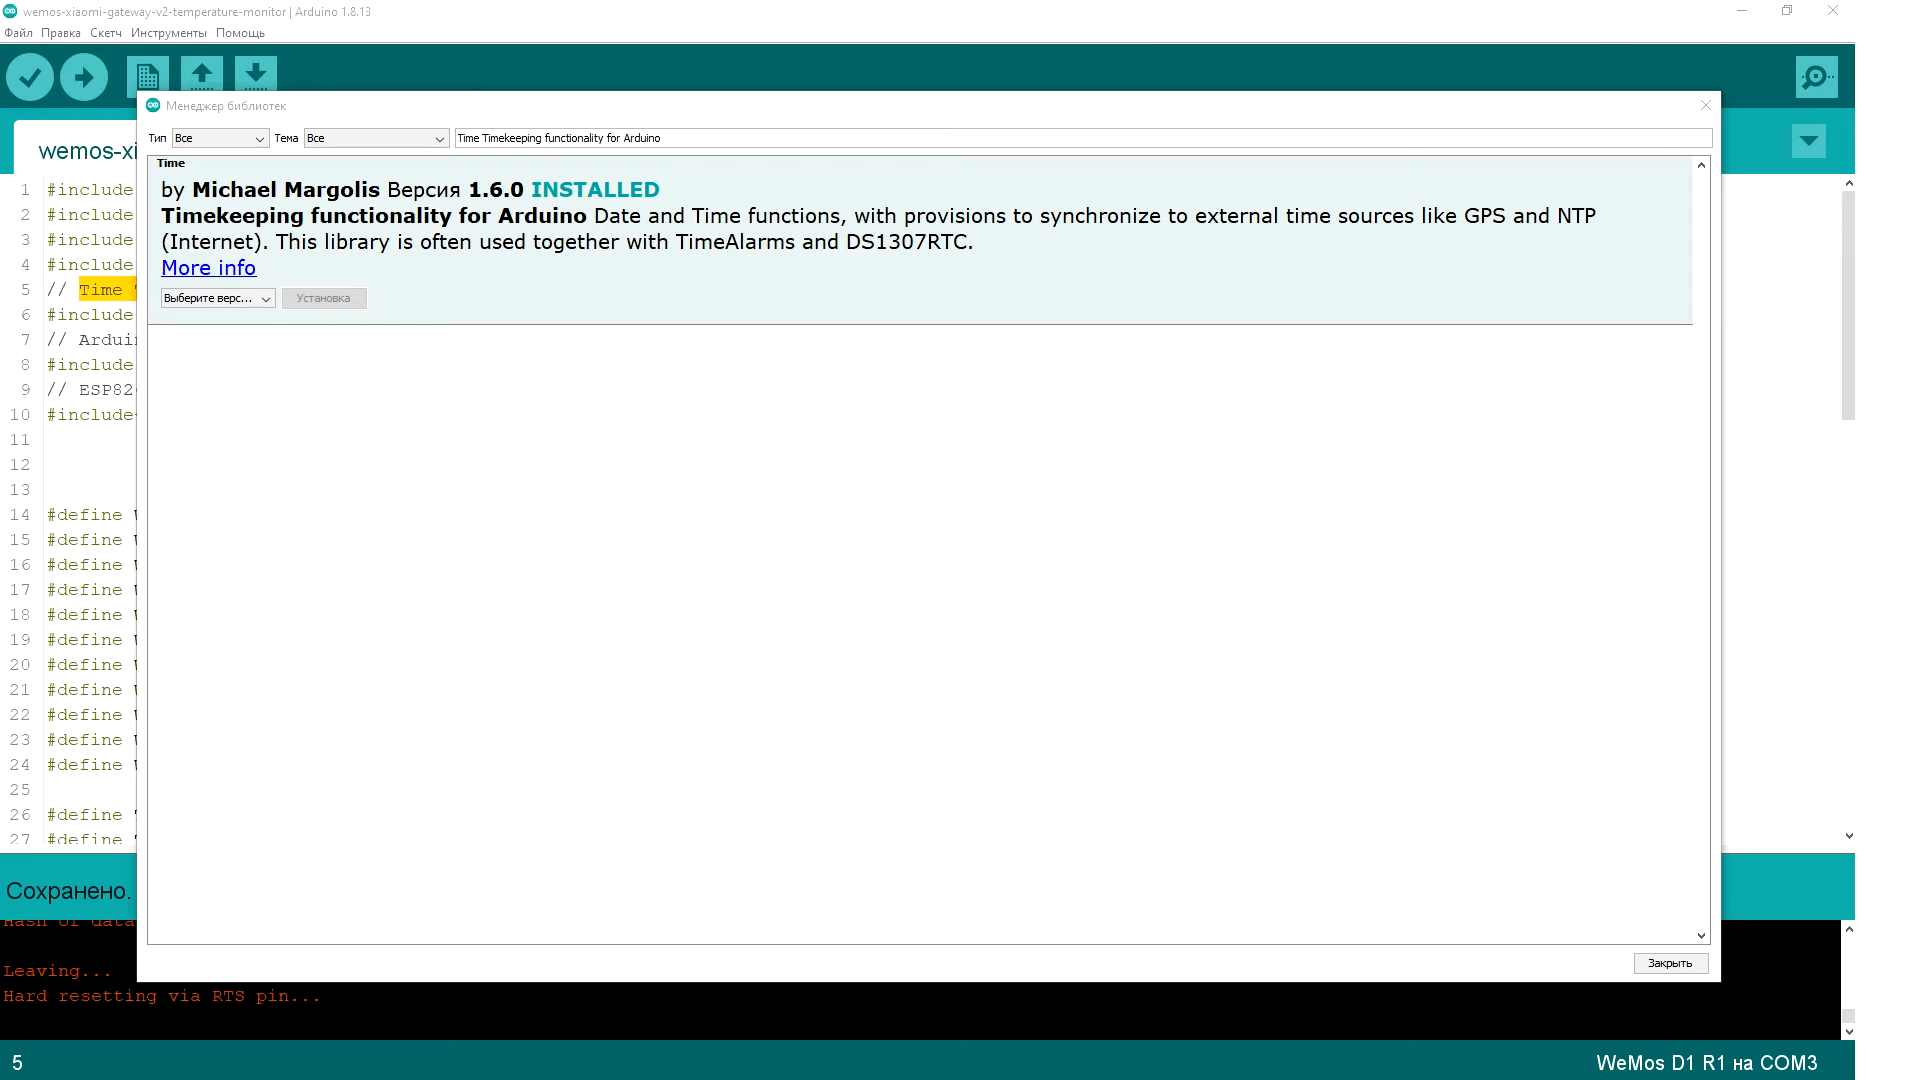 wemos-xiaomi-gateway-v2-temperature-monitor | Arduino 1.8.13
Файл Правка Скетч Инструменты Помощь
Менеджер библиотек
Тип Все Тема Все Time Timekeeping functionality for Arduino
wemos-xi
Time
by Michael Margolis Версия 1.6.0 INSTALLED
Timekeeping functionality for Arduino Date and Time functions, with provisions to synchronize to external time sources like GPS and NTP
(Internet). This library is often used together with TimeAlarms and DS1307RTC.
More info
Выберите верс... Установка
1 #include
2 #include
3 #include
4 #include
5 // Time
6 #include
7 // Ardui
8 #include
9 // ESP82
10 #include
11
12
13
14 #define
15 #define
16 #define
17 #define
18 #define
19 #define
20 #define
21 #define
22 #define
23 #define
24 #define
25
26 #define
27 #define
Сохранено.
Hash of data
Закрыть
Leaving...
Hard resetting via RTS pin...
5 WeMos D1 R1 на COM3